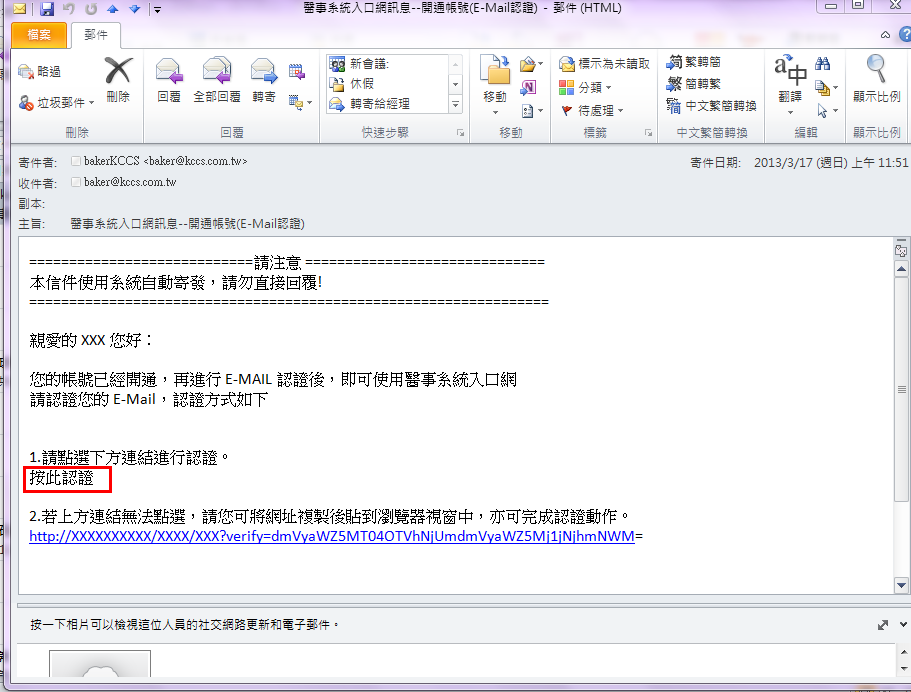 醫事系統入口網訊息--開通帳號(E-Mail認證) - 郵件 (HTML)
檔案 郵件
略過
垃圾郵件
刪除
刪除
回覆 全部回覆 轉寄
回覆
新會議:
休假
轉寄給經理
快速步驟
移動
移動
標示為未讀取
分類
待處理
標籤
繁轉簡
簡轉繁
中文繁簡轉換
中文繁簡轉換
翻譯
編輯
顯示比例
顯示比例
寄件者: bakerKCCS <baker@kccs.com.tw> 寄件日期: 2013/3/17 (週日) 上午 11:51
收件者: baker@kccs.com.tw
副本:
主旨: 醫事系統入口網訊息--開通帳號(E-Mail認證)
============================請注意 ==============================
本信件使用系統自動寄發，請勿直接回覆!
=================================================================
親愛的 XXX 您好：
您的帳號已經開通，再進行 E-MAIL 認證後，即可使用醫事系統入口網
請認證您的 E-Mail，認證方式如下
1.請點選下方連結進行認證。
按此認證
2.若上方連結無法點選，請您可將網址複製後貼到瀏覽器視窗中，亦可完成認證動作。
http://XXXXXXXXXX/XXXX/XXX?verify=dmVyaWZ5MT04OTVhNjUmdmVyaWZ5Mj1jNjhmNWM=
按一下相片可以檢視這位人員的社交網路更新和電子郵件。